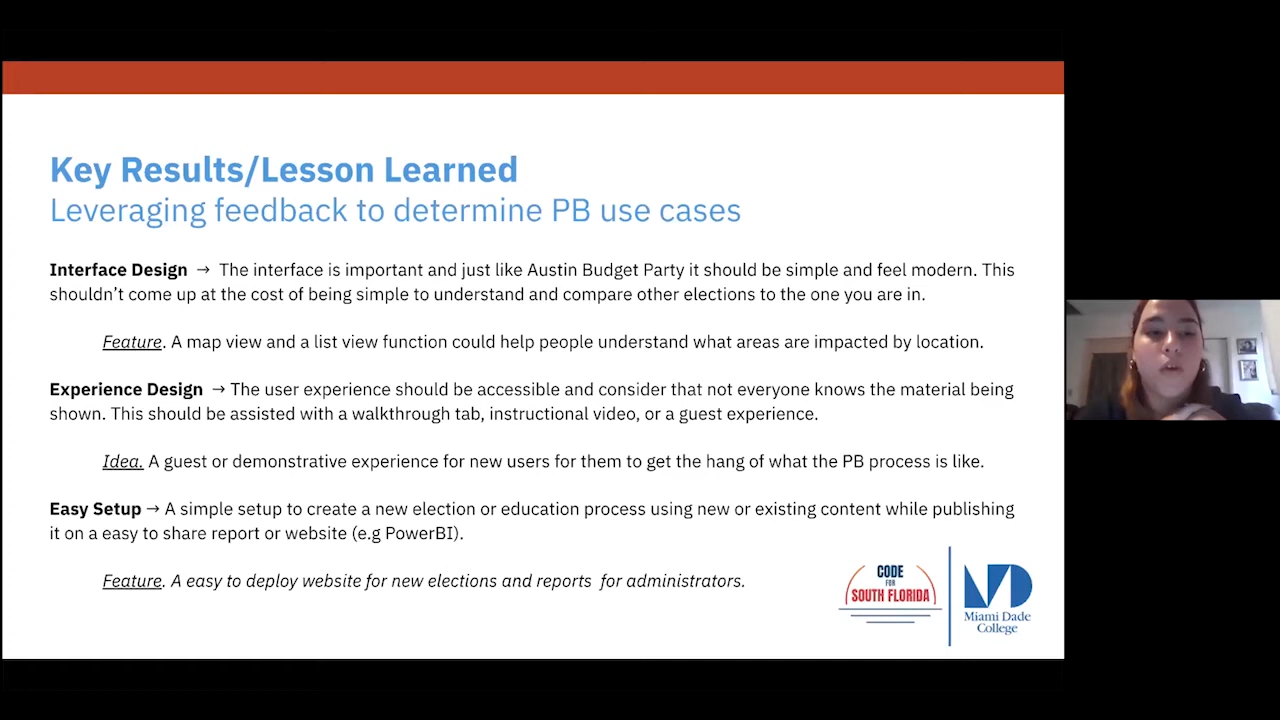 Key Results/Lesson Learned
Leveraging feedback to determine PB use cases
Interface Design → The interface is important and just like Austin Budget Party it should be simple and feel modern. This
shouldn’t come up at the cost of being simple to understand and compare other elections to the one you are in.
Feature. A map view and a list view function could help people understand what areas are impacted by location.
Experience Design → The user experience should be accessible and consider that not everyone knows the material being
shown. This should be assisted with a walkthrough tab, instructional video, or a guest experience.
Idea. A guest or demonstrative experience for new users for them to get the hang of what the PB process is like.
Easy Setup → A simple setup to create a new election or education process using new or existing content while publishing
it on a easy to share report or website (e.g PowerBI).
Feature. A easy to deploy website for new elections and reports for administrators.
CODE
FOR
SOUTH FLORIDA
MD
Miami Dade
College